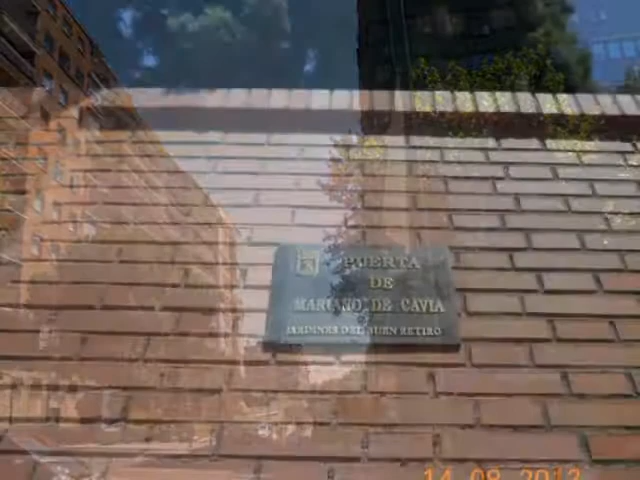 PUERTA
DE
MARIANO DE CAVIA
JARDINES DEL BUEN RETIRO
14 08 2012